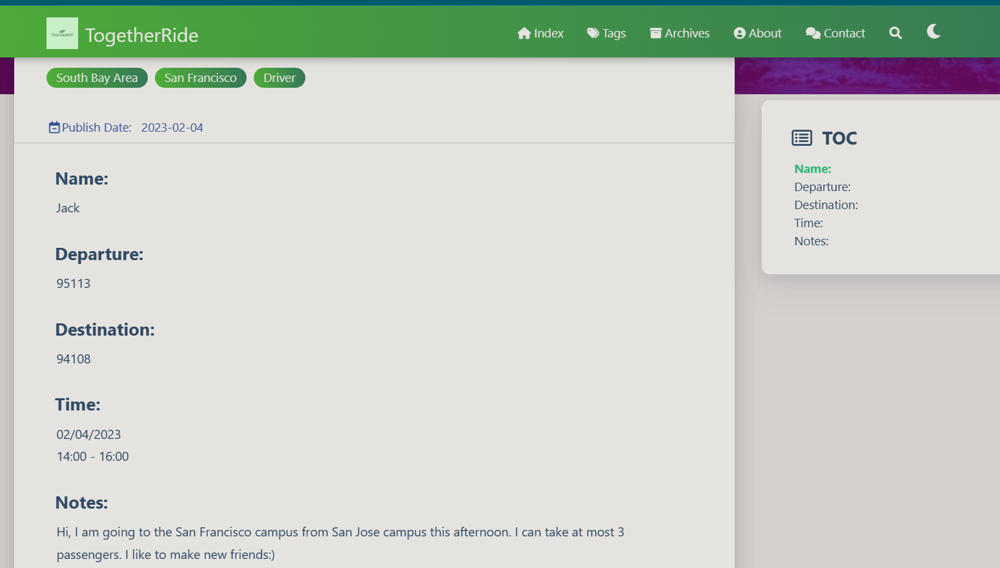 TOGETHERRIDE
TogetherRide
Index
Tags
Archives
About
Contact
South Bay Area
San Francisco
Driver
Publish Date: 2023-02-04
Name:
Jack
Departure:
95113
Destination:
94108
Time:
02/04/2023
14:00 - 16:00
Notes:
Hi, I am going to the San Francisco campus from San Jose campus this afternoon. I can take at most 3
passengers. I like to make new friends:)
TOC
Name:
Departure:
Destination:
Time:
Notes: